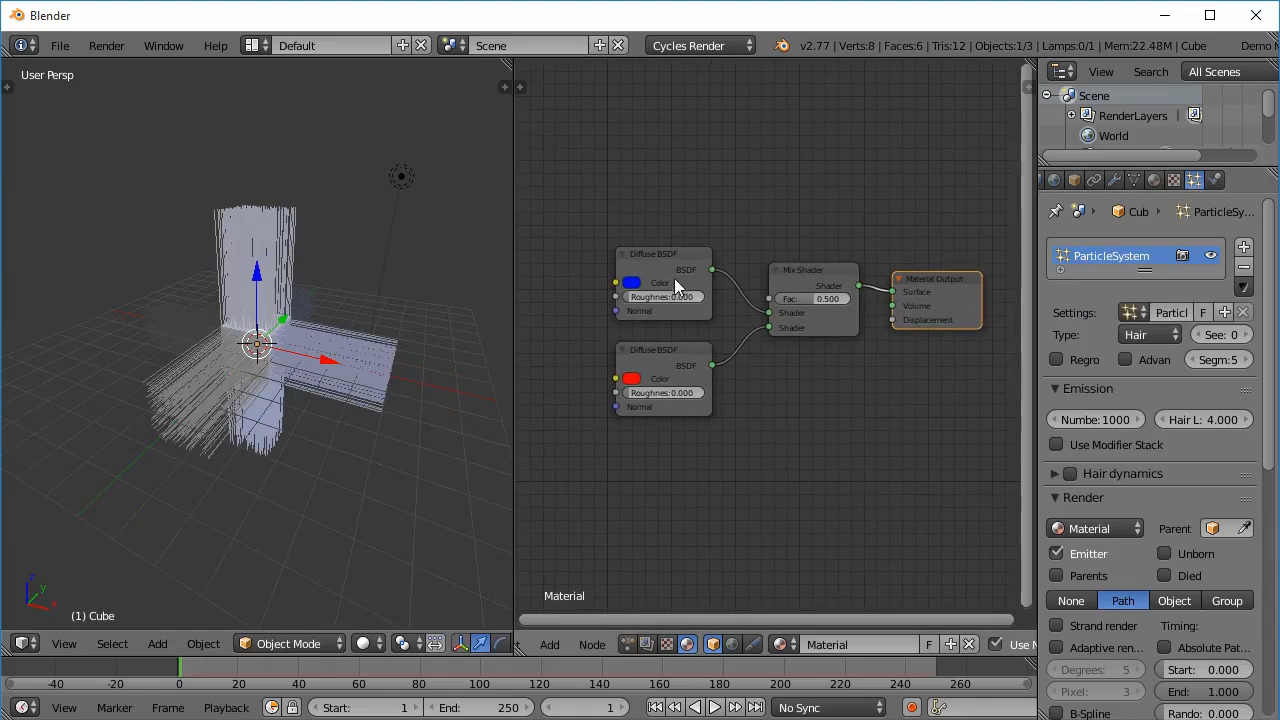 Blender
File Render Window Help Default Scene Cycles Render v2.77 | Verts:8 | Faces:6 | Tris:12 | Objects:1/3 | Lamps:0/1 | Mem:22.48M | Cube Demo
User Persp
View Search All Scenes
Scene
RenderLayers
World
Cub ParticleSy...
ParticleSystem
Settings: Particl F
Type: Hair See: 0
Regro Advan Segm:5
Emission
Numbe: 1000 Hair L: 4.000
Use Modifier Stack
Hair dynamics
Render
Material Parent
Emitter Unborn
Parents Died
None Path Object Group
Strand render Timing:
Adaptive ren... Absolute Pat...
Degrees: 5 Start: 0.000
Pixel: 3 End: 1.000
B-Spline Rand: 0.000
Diffuse BSDF
BSDF
Color
Roughnes:0.000
Normal
Diffuse BSDF
BSDF
Color
Roughnes:0.000
Normal
Mix Shader
Shader
Fac: 0.500
Shader
Shader
Material Output
Surface
Volume
Displacement
z
y
x
(1) Cube
Material
View Select Add Object Object Mode
Add Node Material F Use N
-40 -20 0 20 40 60 80 100 120 140 160 180 200 220 240 260
View Marker Frame Playback Start: 1 End: 250 1 No Sync